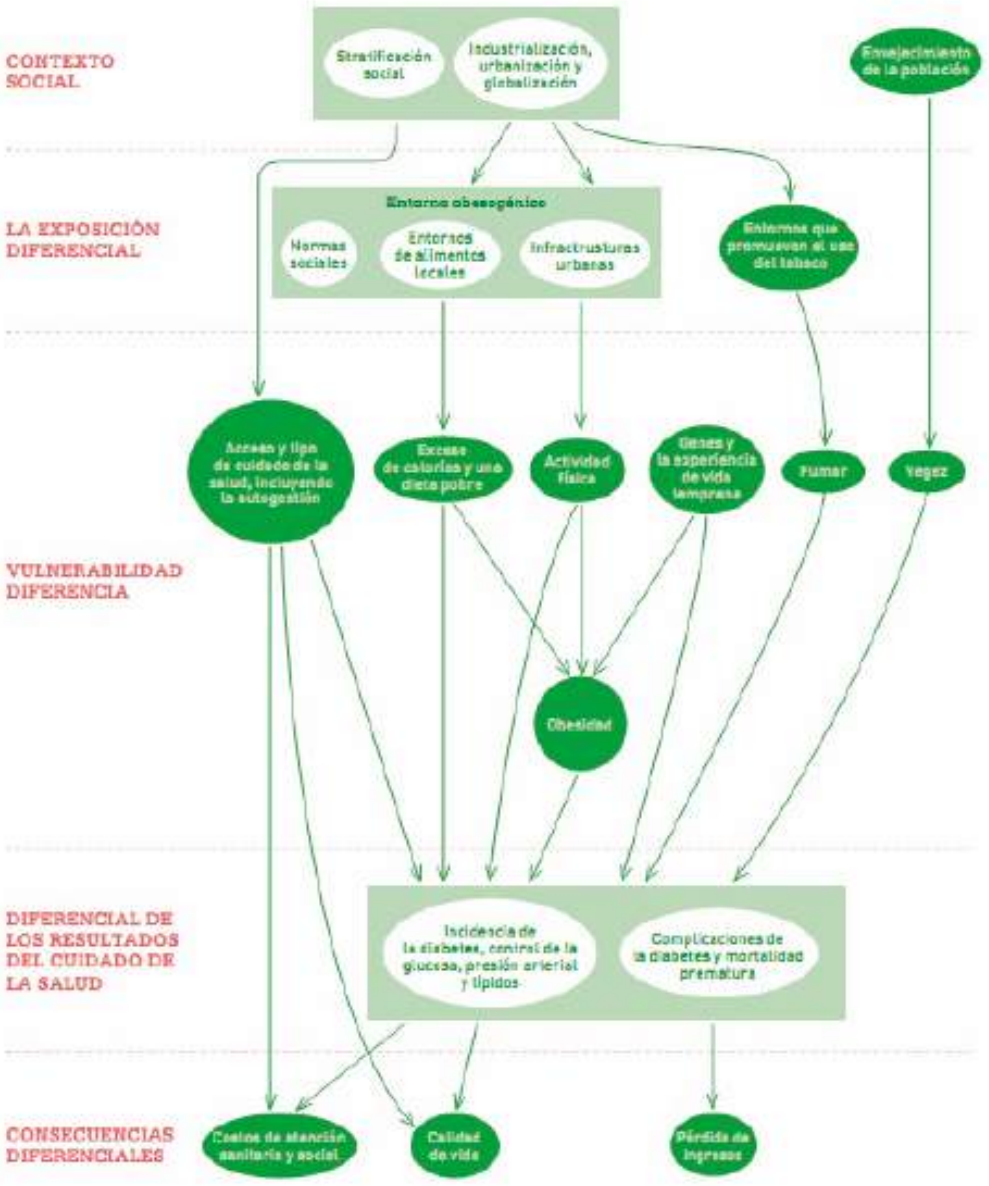 CONTEXTO
SOCIAL
Stratificación
social
Industrialización,
urbanización y
globalización
Envejecimiento
de la población
LA EXPOSICIÓN
DIFERENCIAL
Entorno obesogénico
Normas
sociales
Entornos
de alimentos
locales
Infractrusturas
urbanas
Entornos que
promueven el uso
del tabaco
Acceso y tipo
de cuidado de la
salud, incluyendo
la autogestión
Exceso
de calorías y una
dieta pobre
Actividad
Física
Genes y
la experiencia
de vida
temprana
Fumar
Vegez
VULNERABILIDAD
DIFERENCIA
Obesidad
DIFERENCIAL DE
LOS RESULTADOS
DEL CUIDADO DE
LA SALUD
Incidencia de
la diabetes, control de la
glucosa, presión arterial
y lípidos
Complicaciones de
la diabetes y mortalidad
prematura
CONSECUENCIAS
DIFERENCIALES
Costos de atención
sanitaria y social
Calidad
de vida
Pérdida de
ingresos